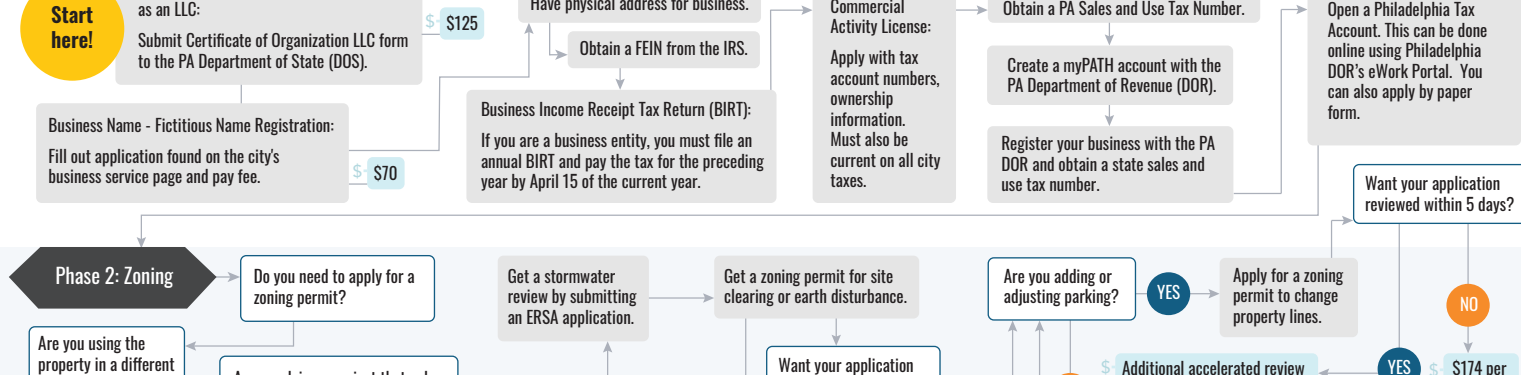 Start
here!
as an LLC:
Submit Certificate of Organization LLC form
to the PA Department of State (DOS).
$ $125
Business Name - Fictitious Name Registration:
Fill out application found on the city's
business service page and pay fee.
$ $70
Have physical address for business.
Obtain a FEIN from the IRS.
Business Income Receipt Tax Return (BIRT):
If you are a business entity, you must file an
annual BIRT and pay the tax for the preceding
year by April 15 of the current year.
Commercial
Activity License:
Apply with tax
account numbers,
ownership
information.
Must also be
current on all city
taxes.
Obtain a PA Sales and Use Tax Number.
Create a myPATH account with the
PA Department of Revenue (DOR).
Register your business with the PA
DOR and obtain a state sales and
use tax number.
Open a Philadelphia Tax
Account. This can be done
online using Philadelphia
DOR's eWork Portal. You
can also apply by paper
form.
Want your application
reviewed within 5 days?
Phase 2: Zoning
Do you need to apply for a
zoning permit?
Are you using the
property in a different
Get a stormwater
review by submitting
an ERSA application.
Get a zoning permit for site
clearing or earth disturbance.
Want your application
Are you adding or
adjusting parking?
YES
Apply for a zoning
permit to change
property lines.
NO
$ Additional accelerated review
YES
$ $174 per